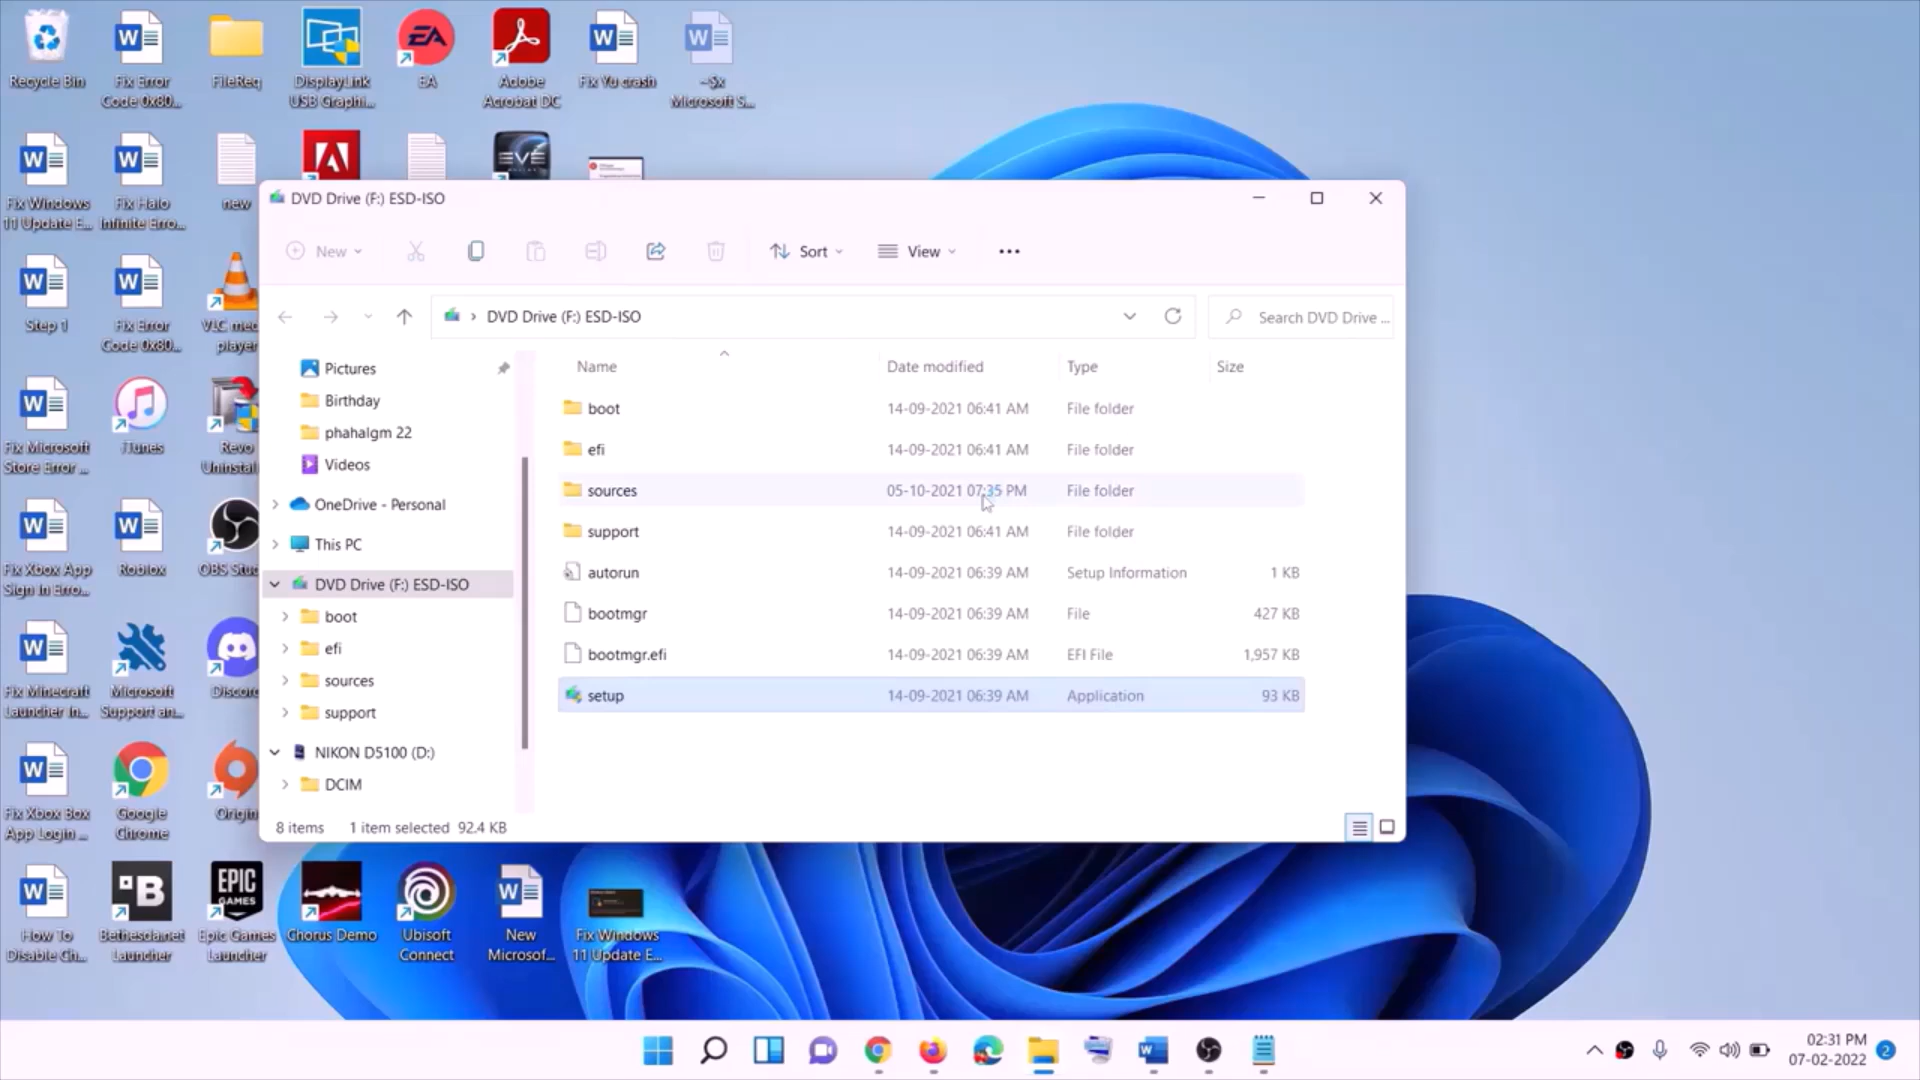 Recycle Bin
Fix Error
Code 0x80...
FileReq
DisplayLink
USB Graphi...
EA
EA
Adobe
Acrobat DC
Fix Yu crash
~$x
Microsoft S...
EVE
Fix Windows
11 Update E...
Fix Halo
Infinite Erro...
new
Step 1
Fix Error
Code 0x80...
VLC med
player
Fix Microsoft
Store Error ...
iTunes
Revo
Uninstal
Fix Xbox App
Sign In Erro...
Roblox
OBS Stud
Fix Minecraft
Launcher In...
Microsoft
Support an...
Discord
Fix Xbox Box
App Login ...
Google
Chrome
Origin
How To
Disable Ch...
Bethesda.net
Launcher
EPIC
GAMES
Epic Games
Launcher
Chorus Demo
Ubisoft
Connect
New
Microsof...
Fix Windows
11 Update E...
DVD Drive (F:) ESD-ISO
New
Sort
View
DVD Drive (F:) ESD-ISO
Search DVD Drive ...
Pictures
Birthday
phahalgm 22
Videos
OneDrive - Personal
This PC
DVD Drive (F:) ESD-ISO
boot
efi
sources
support
NIKON D5100 (D:)
DCIM
Name Date modified Type Size
boot 14-09-2021 06:41 AM File folder
efi 14-09-2021 06:41 AM File folder
sources 05-10-2021 07:35 PM File folder
support 14-09-2021 06:41 AM File folder
autorun 14-09-2021 06:39 AM Setup Information 1 KB
bootmgr 14-09-2021 06:39 AM File 427 KB
bootmgr.efi 14-09-2021 06:39 AM EFI File 1,957 KB
setup 14-09-2021 06:39 AM Application 93 KB
8 items 1 item selected 92.4 KB
02:31 PM
07-02-2022
2